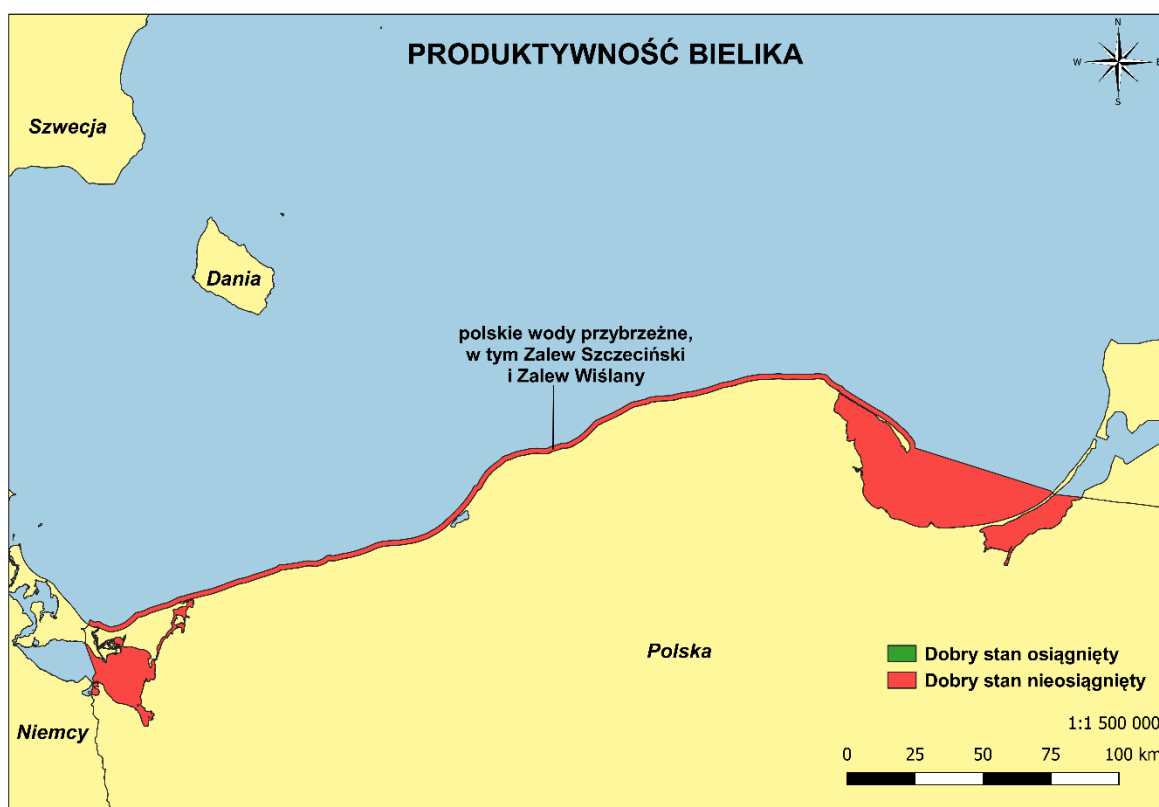 PRODUKTYWNOŚĆ BIELIKA
N
W
E
S
Szwecja
Dania
polskie wody przybrzeżne,
w tym Zalew Szczeciński
i Zalew Wiślany
Polska
Niemcy
Dobry stan osiągnięty
Dobry stan nieosiągnięty
1:1 500 000
0 25 50 75 100 km